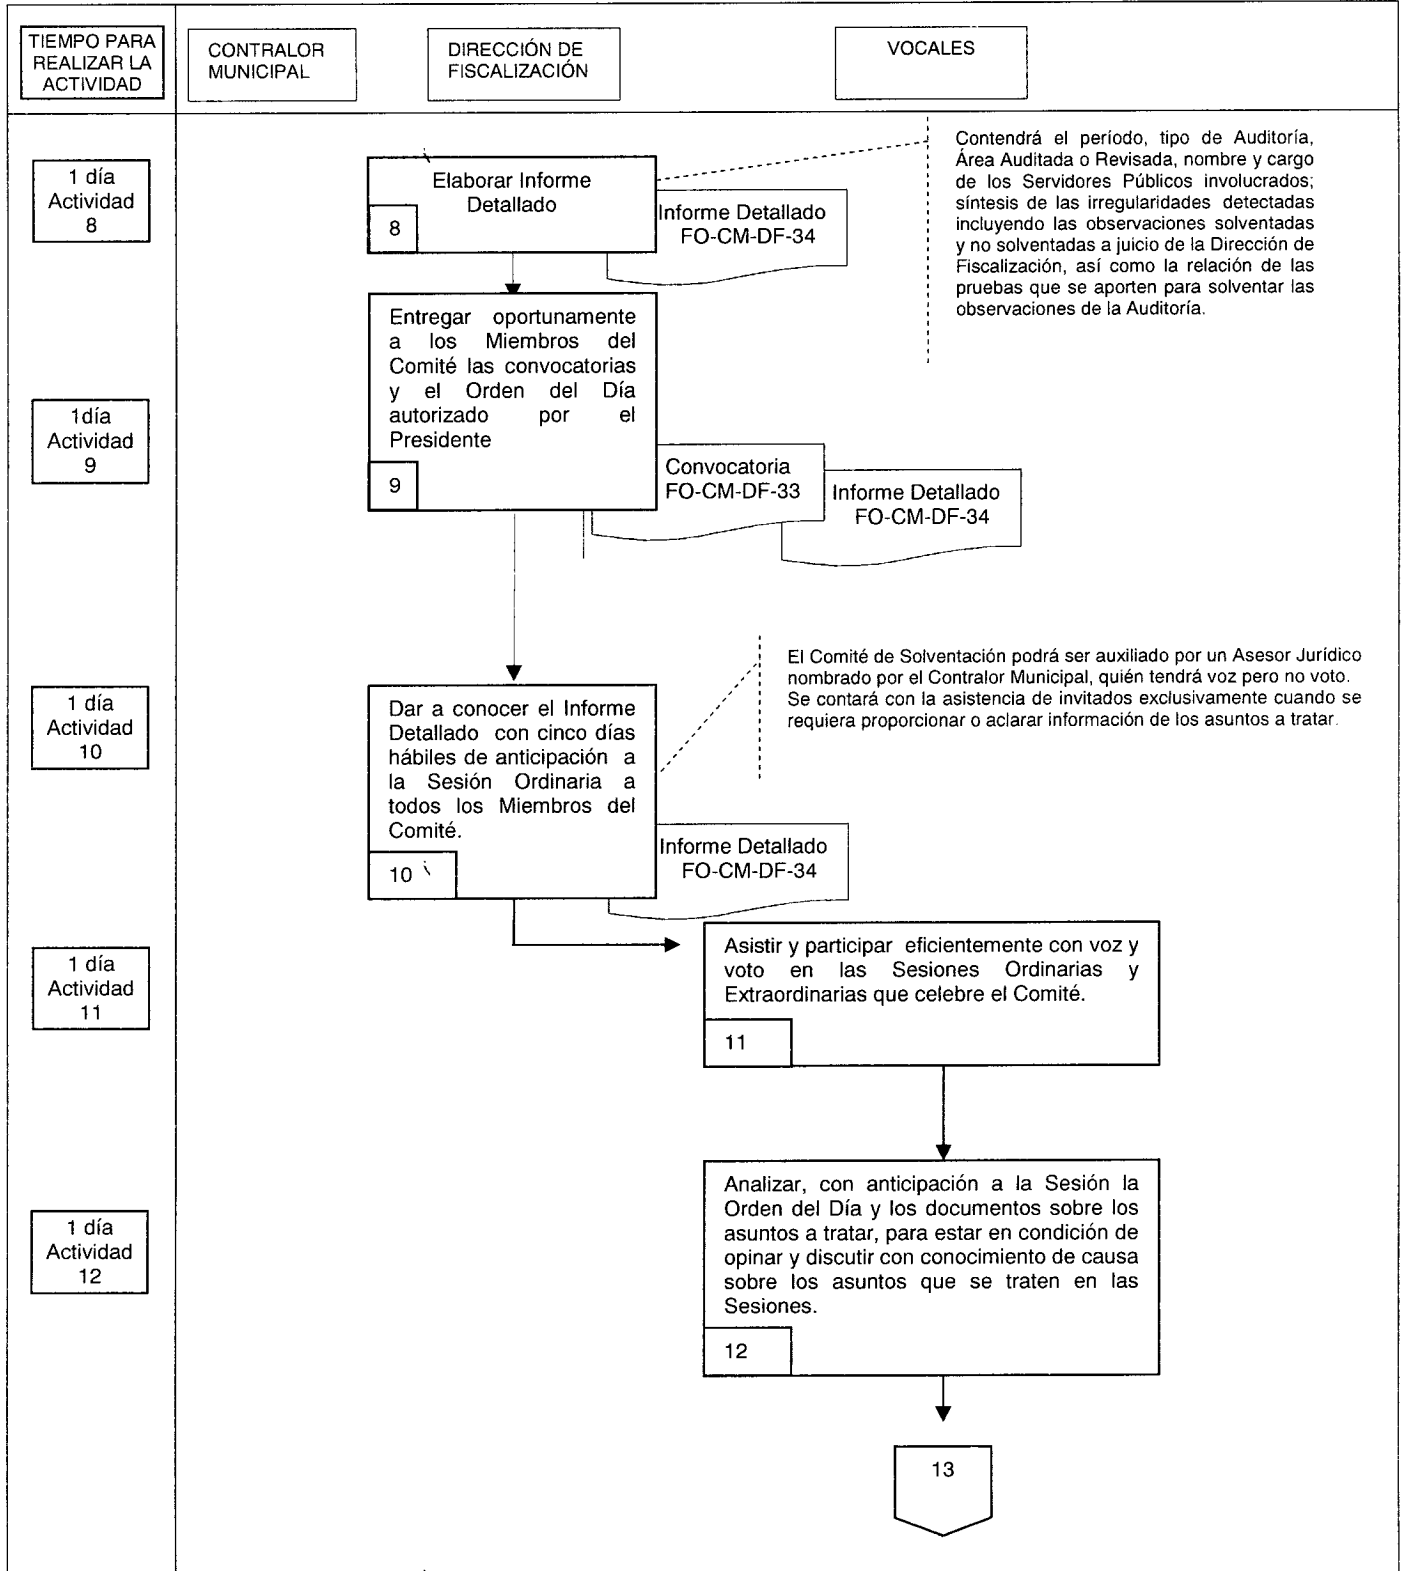 TIEMPO PARA
REALIZAR LA
ACTIVIDAD
CONTRALOR
MUNICIPAL
DIRECCIÓN DE
FISCALIZACIÓN
VOCALES
1 día
Actividad
8
Elaborar Informe
Detallado
8
Informe Detallado
FO-CM-DF-34
Contendrá el período, tipo de Auditoría,
Área Auditada o Revisada, nombre y cargo
de los Servidores Públicos involucrados;
síntesis de las irregularidades detectadas
incluyendo las observaciones solventadas
y no solventadas a juicio de la Dirección de
Fiscalización, así como la relación de las
pruebas que se aporten para solventar las
observaciones de la Auditoría.
1día
Actividad
9
Entregar oportunamente
a los Miembros del
Comité las convocatorias
y el Orden del Día
autorizado por el
Presidente
9
Convocatoria
FO-CM-DF-33
Informe Detallado
FO-CM-DF-34
El Comité de Solventación podrá ser auxiliado por un Asesor Jurídico
nombrado por el Contralor Municipal, quién tendrá voz pero no voto.
Se contará con la asistencia de invitados exclusivamente cuando se
requiera proporcionar o aclarar información de los asuntos a tratar.
1 día
Actividad
10
Dar a conocer el Informe
Detallado con cinco días
hábiles de anticipación a
la Sesión Ordinaria a
todos los Miembros del
Comité.
10
Informe Detallado
FO-CM-DF-34
1 día
Actividad
11
Asistir y participar eficientemente con voz y
voto en las Sesiones Ordinarias y
Extraordinarias que celebre el Comité.
11
1 día
Actividad
12
Analizar, con anticipación a la Sesión la
Orden del Día y los documentos sobre los
asuntos a tratar, para estar en condición de
opinar y discutir con conocimiento de causa
sobre los asuntos que se traten en las
Sesiones.
12
13